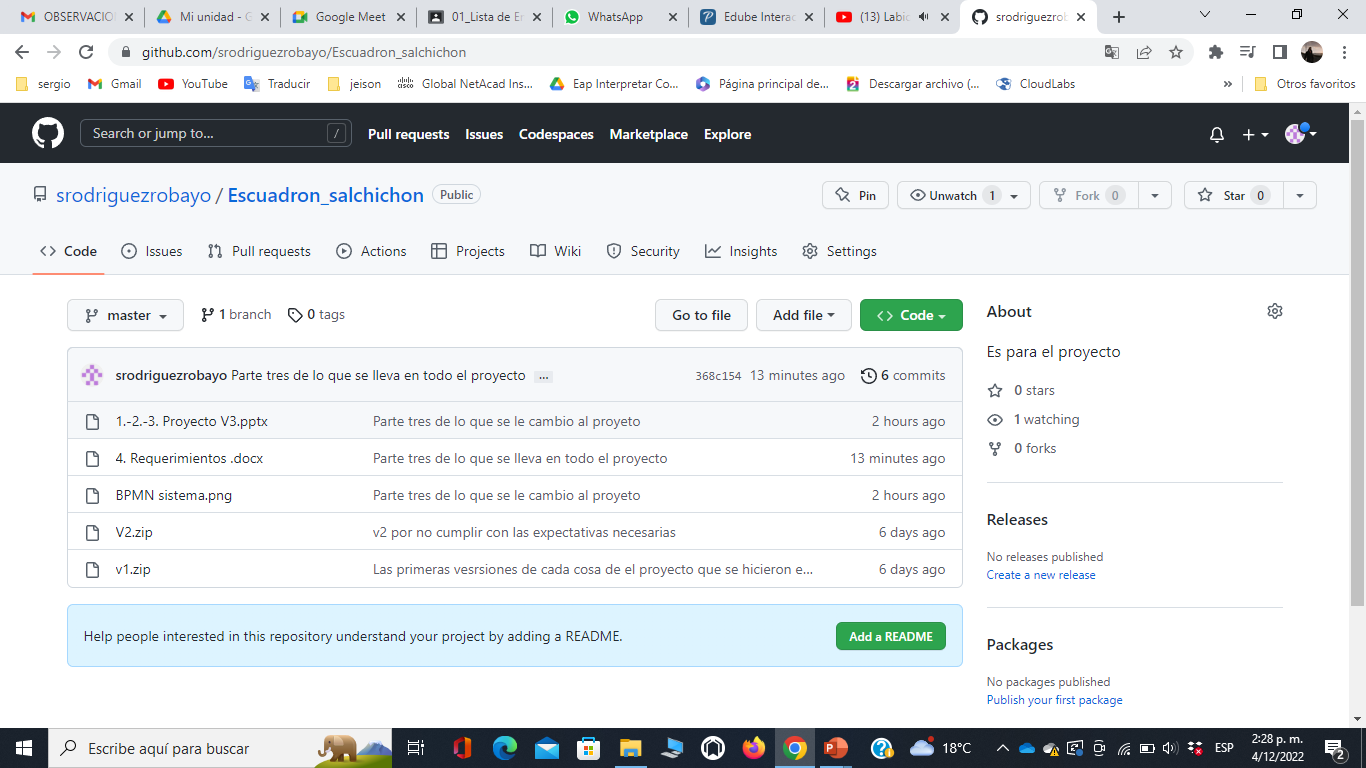 OBSERVACIO
Mi unidad - G
Google Meet
01_Lista de Er
WhatsApp
Edube Interac
(13) Labio
srodriguezrob
github.com/srodriguezrobayo/Escuadron_salchichon
sergio
Gmail
YouTube
Traducir
jeison
Global NetAcad Ins...
Eap Interpretar Co...
Página principal de...
Descargar archivo (...
CloudLabs
»
Otros favoritos
Search or jump to...
/
Pull requests
Issues
Codespaces
Marketplace
Explore
srodriguezrobayo / Escuadron_salchichon
Public
Pin
Unwatch 1
Fork 0
Star 0
Code
Issues
Pull requests
Actions
Projects
Wiki
Security
Insights
Settings
master
1 branch
0 tags
Go to file
Add file
Code
srodriguezrobayo Parte tres de lo que se lleva en todo el proyecto ...
368c154 13 minutes ago
6 commits
1.-2.-3. Proyecto V3.pptx
Parte tres de lo que se le cambio al proyeto
2 hours ago
4. Requerimientos .docx
Parte tres de lo que se lleva en todo el proyecto
13 minutes ago
BPMN sistema.png
Parte tres de lo que se le cambio al proyeto
2 hours ago
V2.zip
v2 por no cumplir con las expectativas necesarias
6 days ago
v1.zip
Las primeras vesrsiones de cada cosa de el proyecto que se hicieron e...
6 days ago
Help people interested in this repository understand your project by adding a README.
Add a README
About
Es para el proyecto
0 stars
1 watching
0 forks
Releases
No releases published
Create a new release
Packages
No packages published
Publish your first package
Escribe aquí para buscar
18°C
ESP
2:28 p. m.
4/12/2022
2